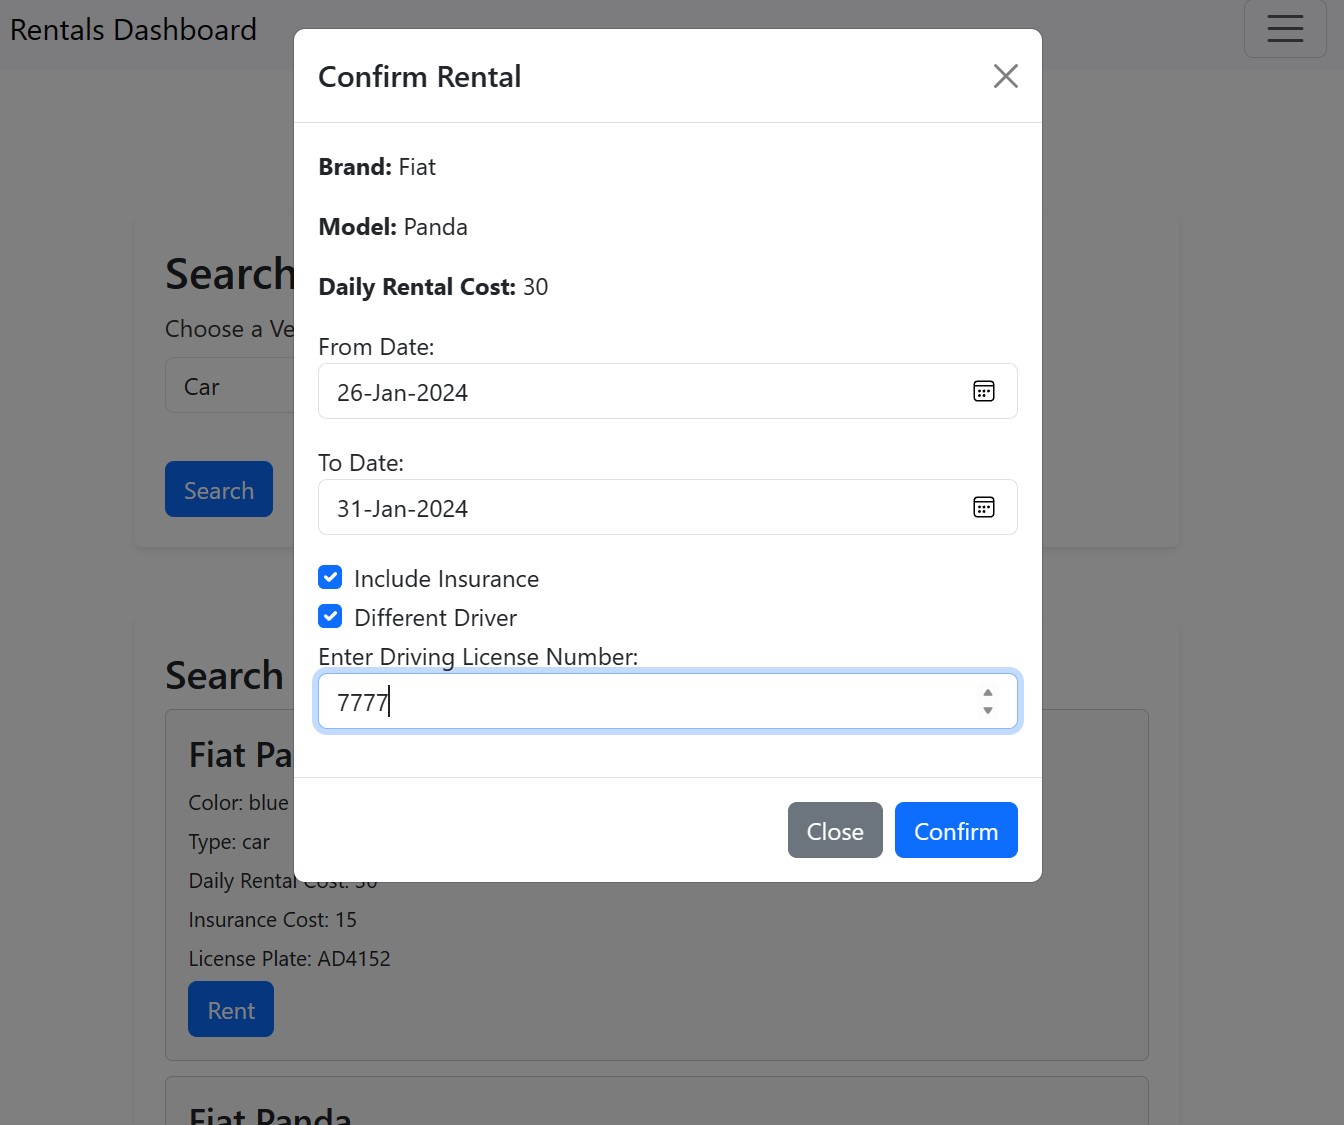 Rentals Dashboard
Confirm Rental
Brand: Fiat
Model: Panda
Daily Rental Cost: 30
From Date:
26-Jan-2024
To Date:
31-Jan-2024
Include Insurance
Different Driver
Enter Driving License Number:
7777
Close
Confirm
Search
Choose a Ve
Car
Search
Search
Fiat Pa
Color: blue
Type: car
Daily Rental Cost: 30
Insurance Cost: 15
License Plate: AD4152
Rent
Fiat Panda